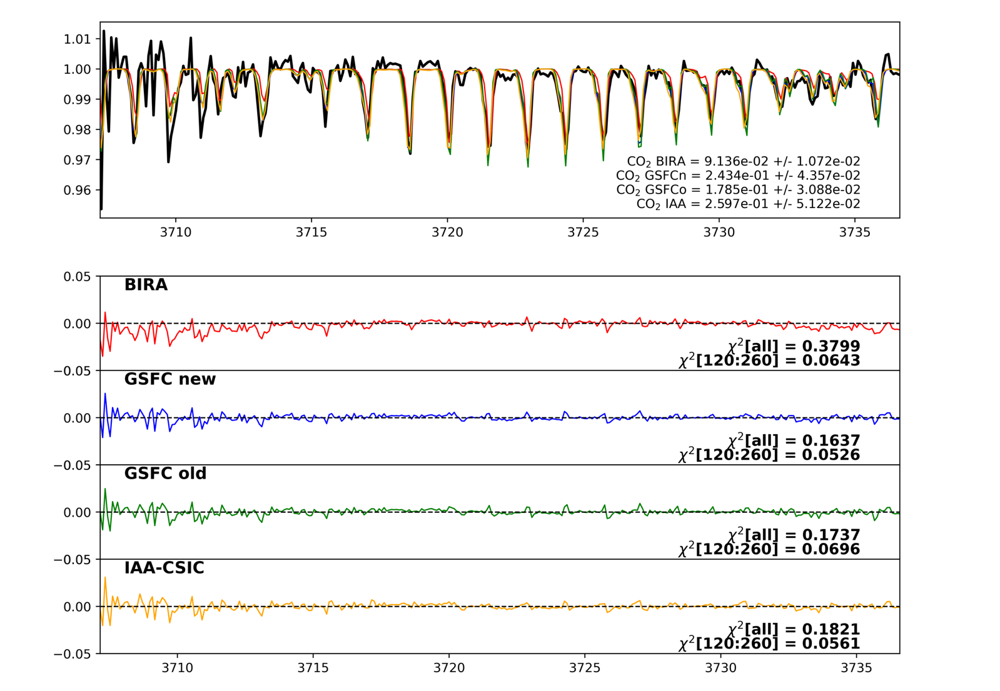 1.01
1.00
0.99
0.98
0.97
0.96
CO₂ BIRA = 9.136e-02 +/- 1.072e-02
CO₂ GSFCn = 2.434e-01 +/- 4.357e-02
CO₂ GSFCo = 1.785e-01 +/- 3.088e-02
CO₂ IAA = 2.597e-01 +/- 5.122e-02
3710 3715 3720 3725 3730 3735
0.05
BIRA
0.00
χ²[all] = 0.3799
χ²[120:260] = 0.0643
−0.05
GSFC new
0.00
χ²[all] = 0.1637
χ²[120:260] = 0.0526
−0.05
GSFC old
0.00
χ²[all] = 0.1737
χ²[120:260] = 0.0696
−0.05
IAA-CSIC
0.00
χ²[all] = 0.1821
χ²[120:260] = 0.0561
−0.05
3710 3715 3720 3725 3730 3735